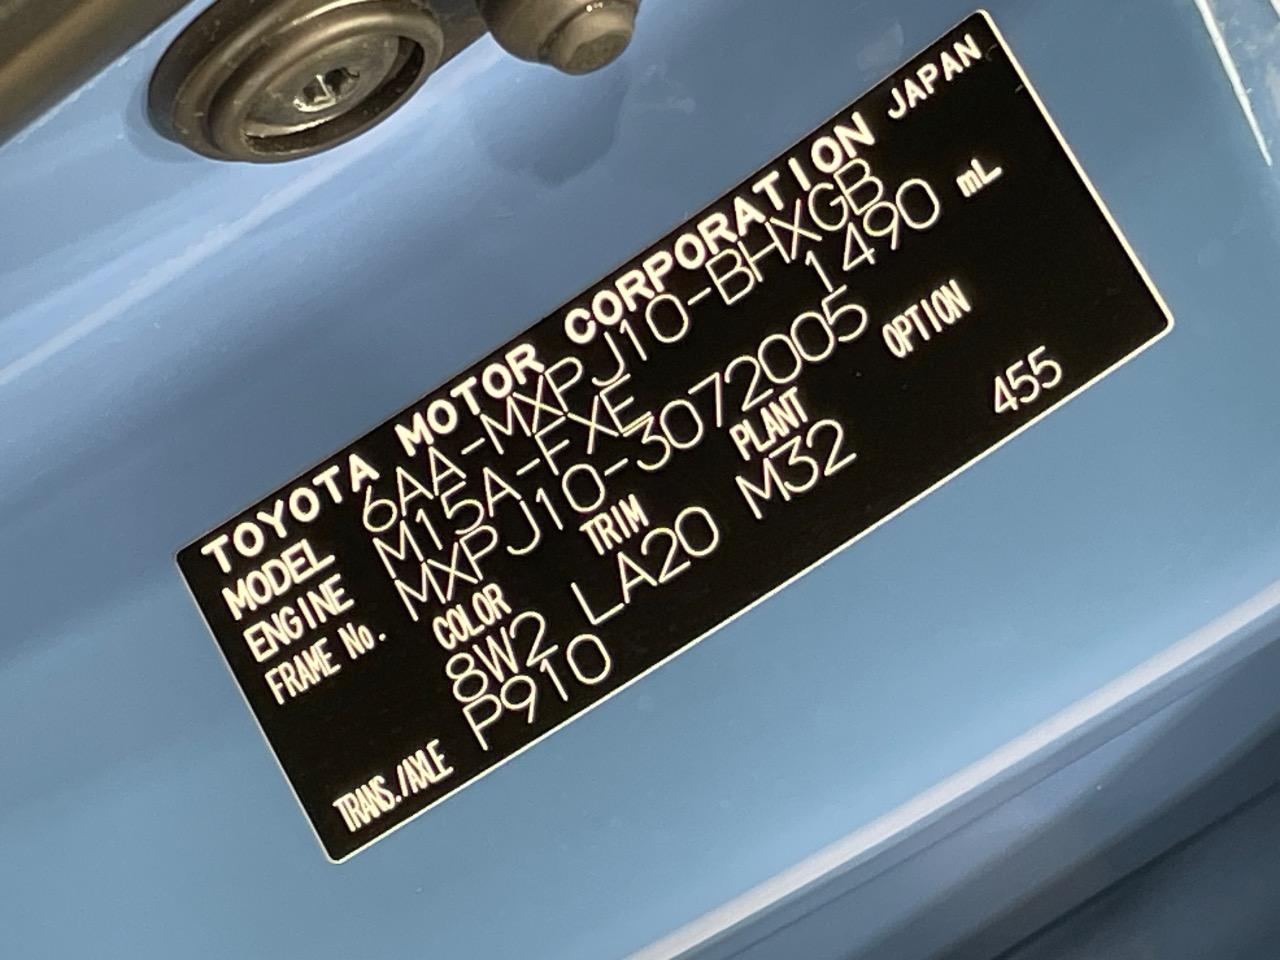 TOYOTA MOTOR CORPORATION JAPAN
MODEL 6AA-MXPJ10-BHXGB
ENGINE M15A-FXE 1490 mL
FRAME No. MXPJ10-3072005
COLOR TRIM PLANT OPTION
8W2 LA20 M32 455
TRANS./AXLE P910